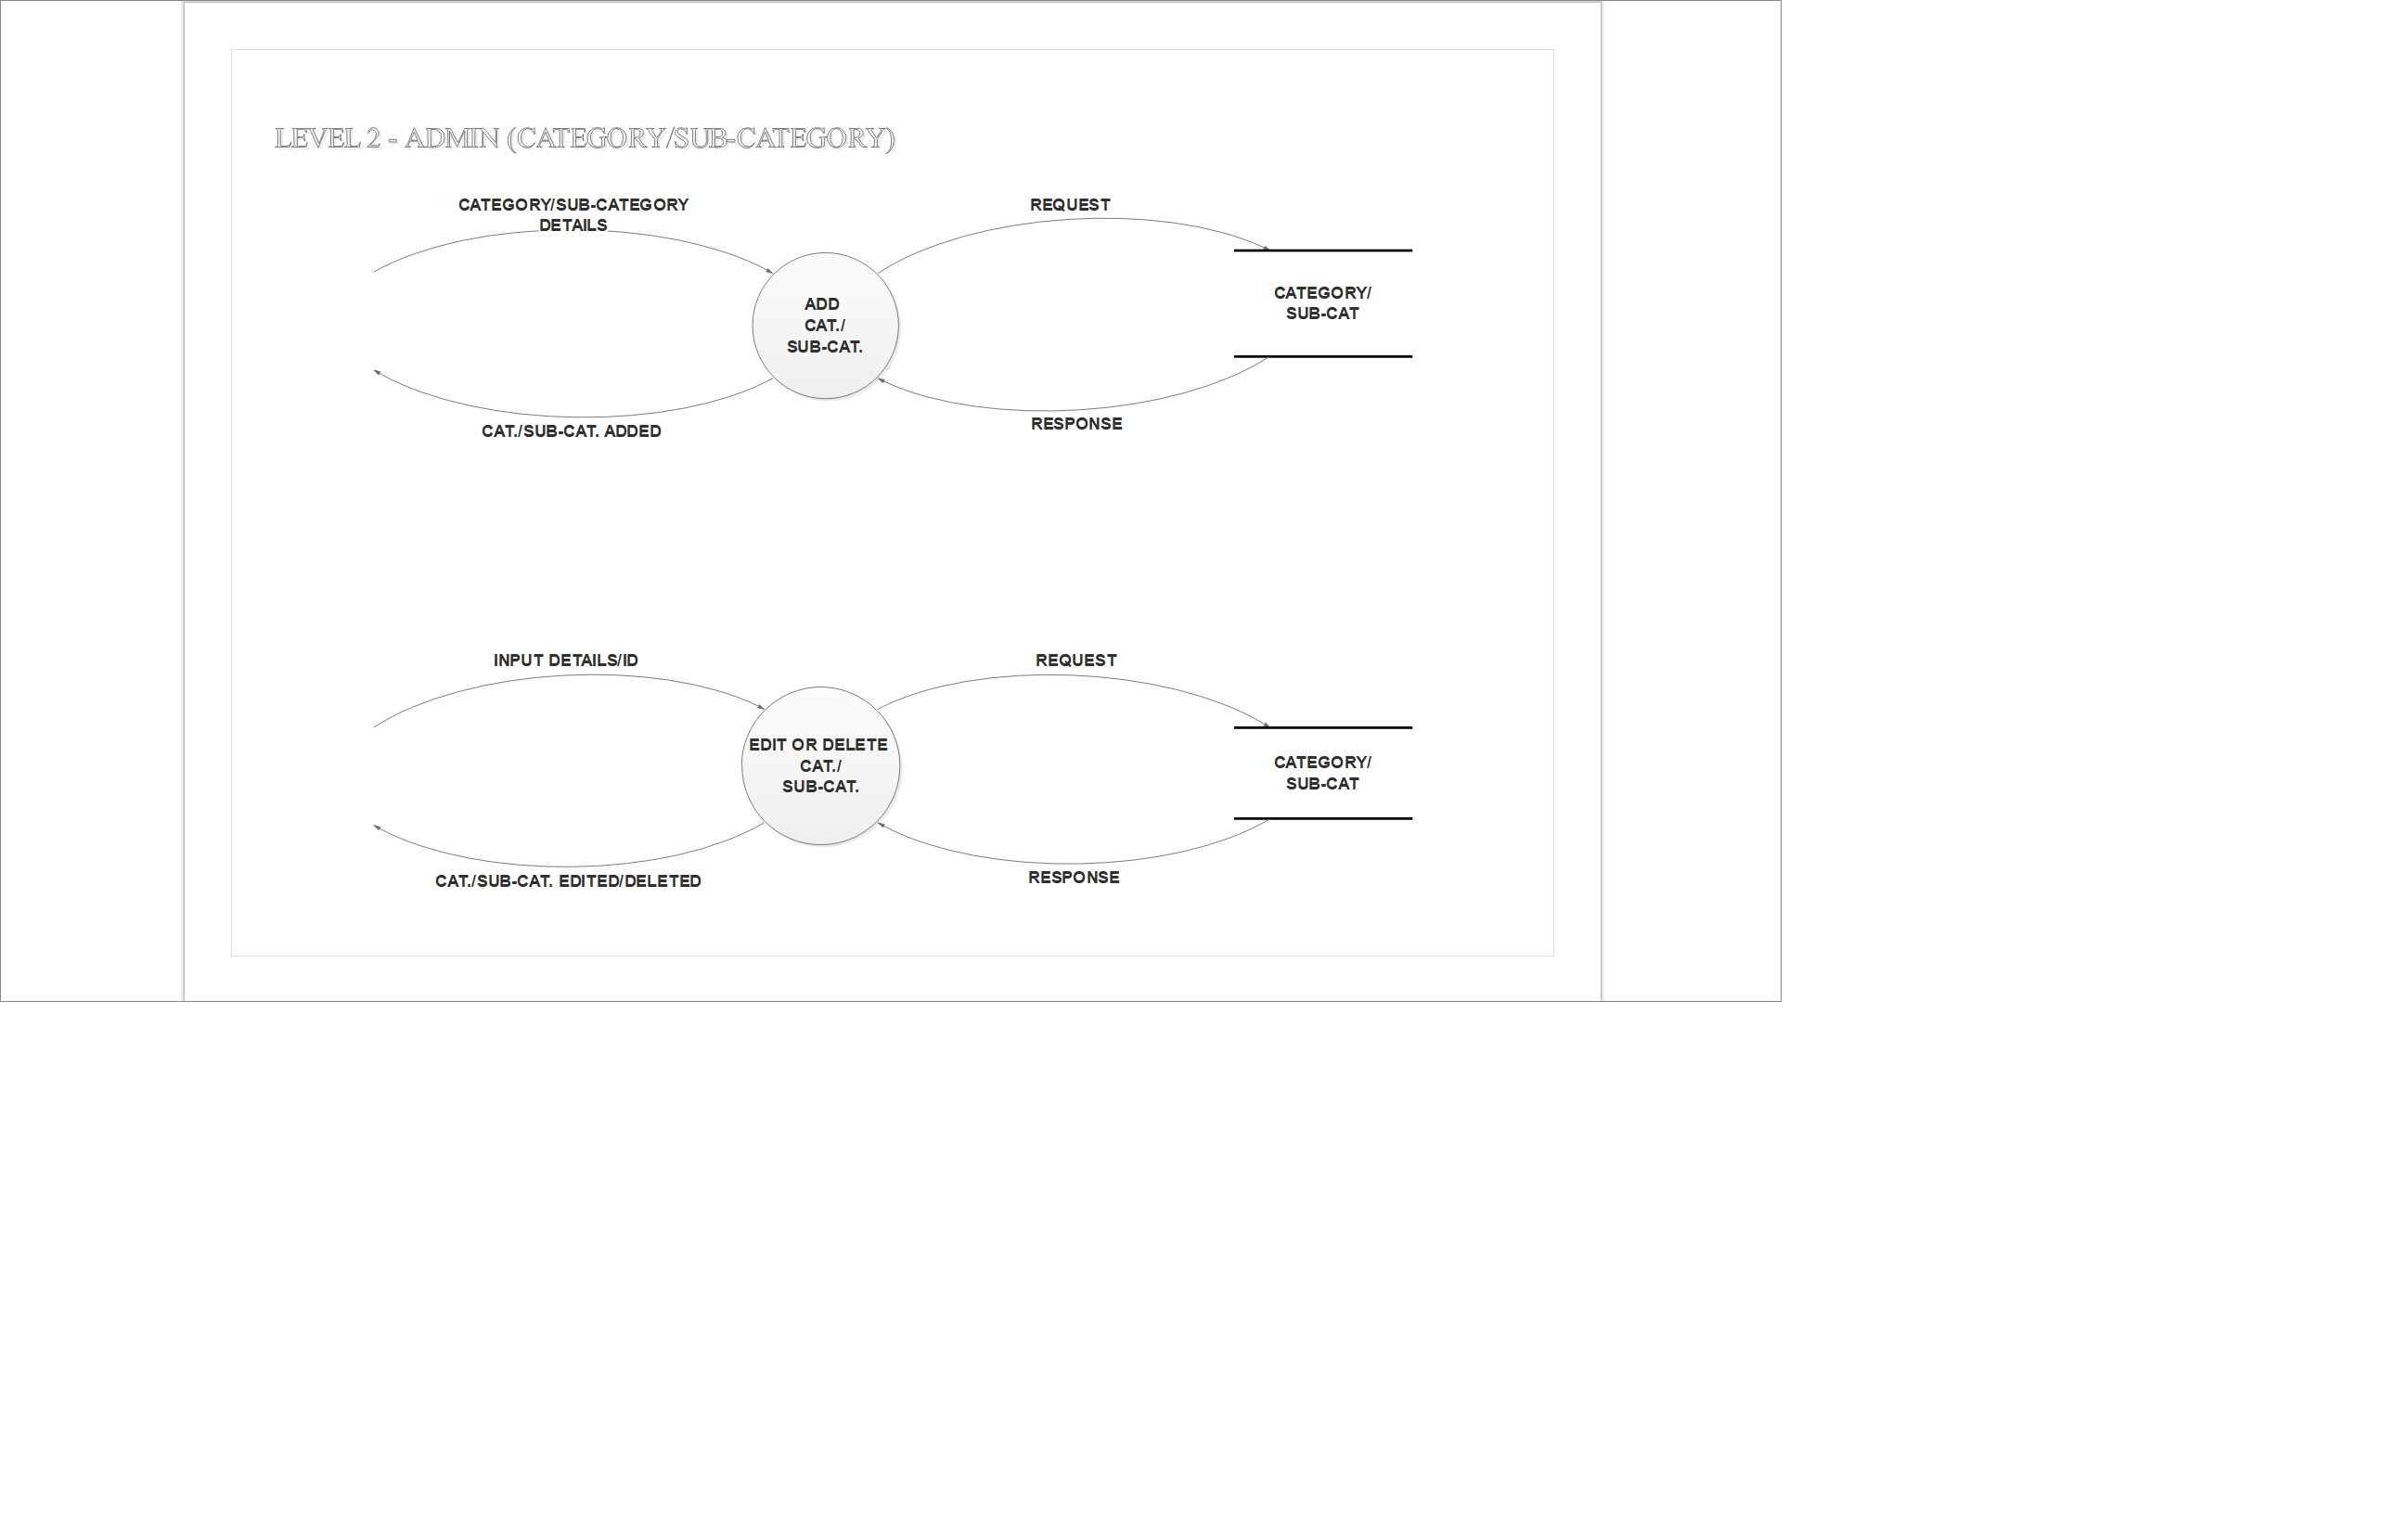 LEVEL 2 - ADMIN (CATEGORY/SUB-CATEGORY)
CATEGORY/SUB-CATEGORY
DETAILS
REQUEST
ADD
CAT./
SUB-CAT.
CATEGORY/
SUB-CAT
CAT./SUB-CAT. ADDED
RESPONSE
INPUT DETAILS/ID
REQUEST
EDIT OR DELETE
CAT./
SUB-CAT.
CATEGORY/
SUB-CAT
CAT./SUB-CAT. EDITED/DELETED
RESPONSE